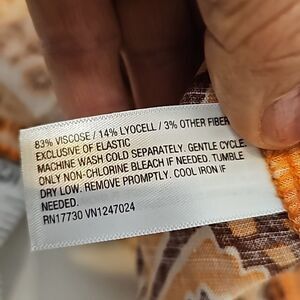 83% VISCOSE / 14% LYOCELL / 3% OTHER FIBER
EXCLUSIVE OF ELASTIC
MACHINE WASH COLD SEPARATELY. GENTLE CYCLE.
ONLY NON-CHLORINE BLEACH IF NEEDED. TUMBLE
DRY LOW. REMOVE PROMPTLY. COOL IRON IF
NEEDED.
RN17730 VN1247024